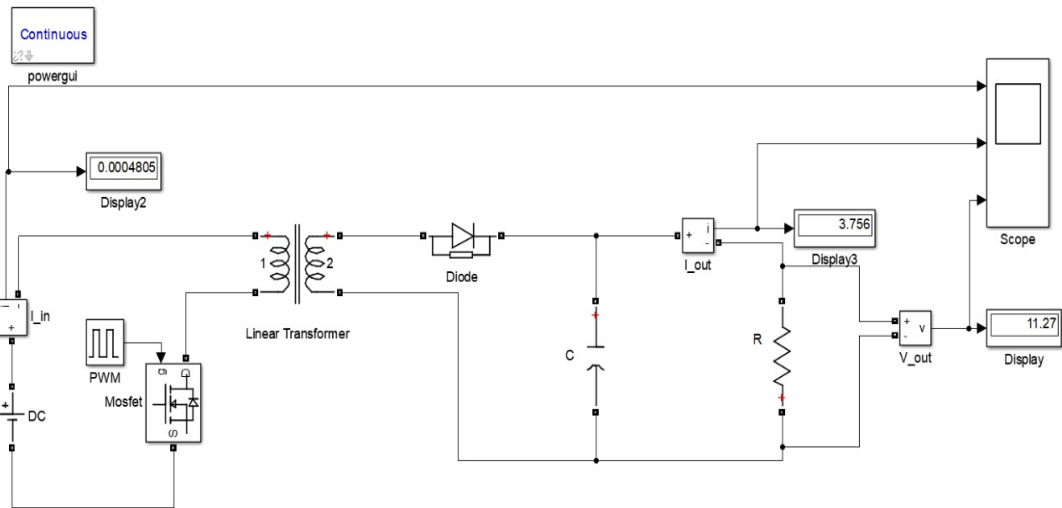 Continuous
powergui
0.0004805
Display2
i
-
+
I_in
+
DC
PWM
g
D
S
Mosfet
1
2
Linear Transformer
Diode
C
+
i
-
I_out
3.756
Display3
R
+
-
v
V_out
Scope
11.27
Display